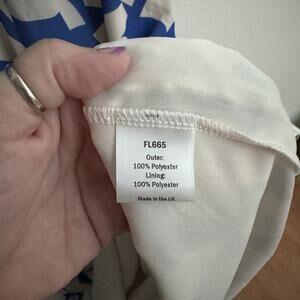 FL665
Outer:
100% Polyester
Lining:
100% Polyester
Made in the UK